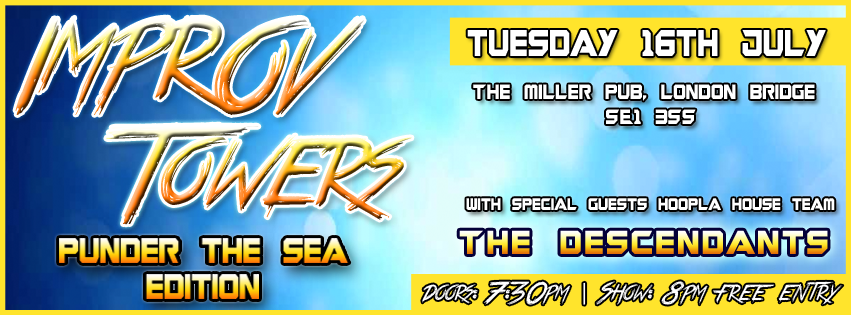 IMPROV
TOWERS
PUNDER THE SEA
EDITION
TUESDAY 16TH JULY
THE MILLER PUB, LONDON BRIDGE
SE1 3SS
WITH SPECIAL GUESTS HOOPLA HOUSE TEAM
THE DESCENDANTS
DOORS: 7:30PM | SHOW: 8PM FREE ENTRY